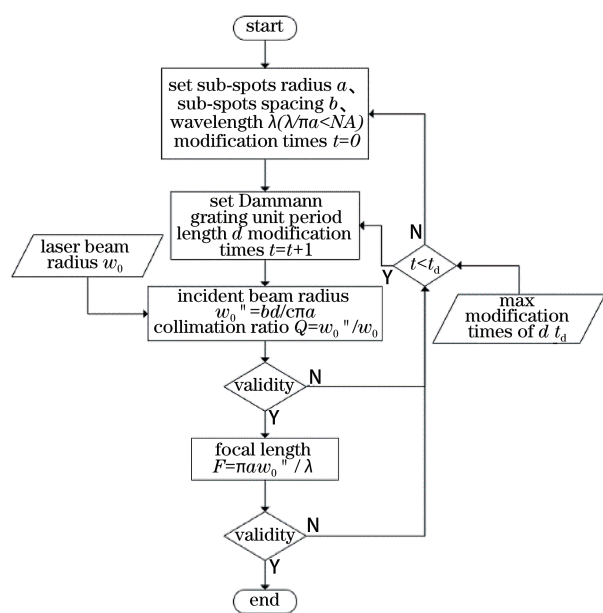 start
set sub-spots radius a、
sub-spots spacing b、
wavelength λ(λ/πa<NA)
modification times t=0
set Dammann
grating unit period
length d modification
times t=t+1
laser beam
radius w₀
N
t<t_d
Y
incident beam radius
w₀"=bd/cπa
collimation ratio Q=w₀"/w₀
max
modification
times of d t_d
validity
N
Y
focal length
F=πaw₀"/λ
validity
N
Y
end